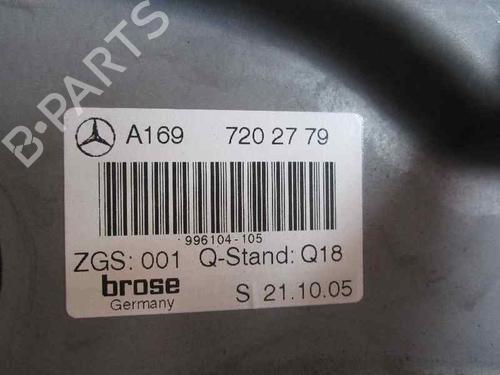 B-PARTS
A169 720 27 79
996104-105
ZGS: 001 Q-Stand: Q18
brose
Germany
S 21.10.05